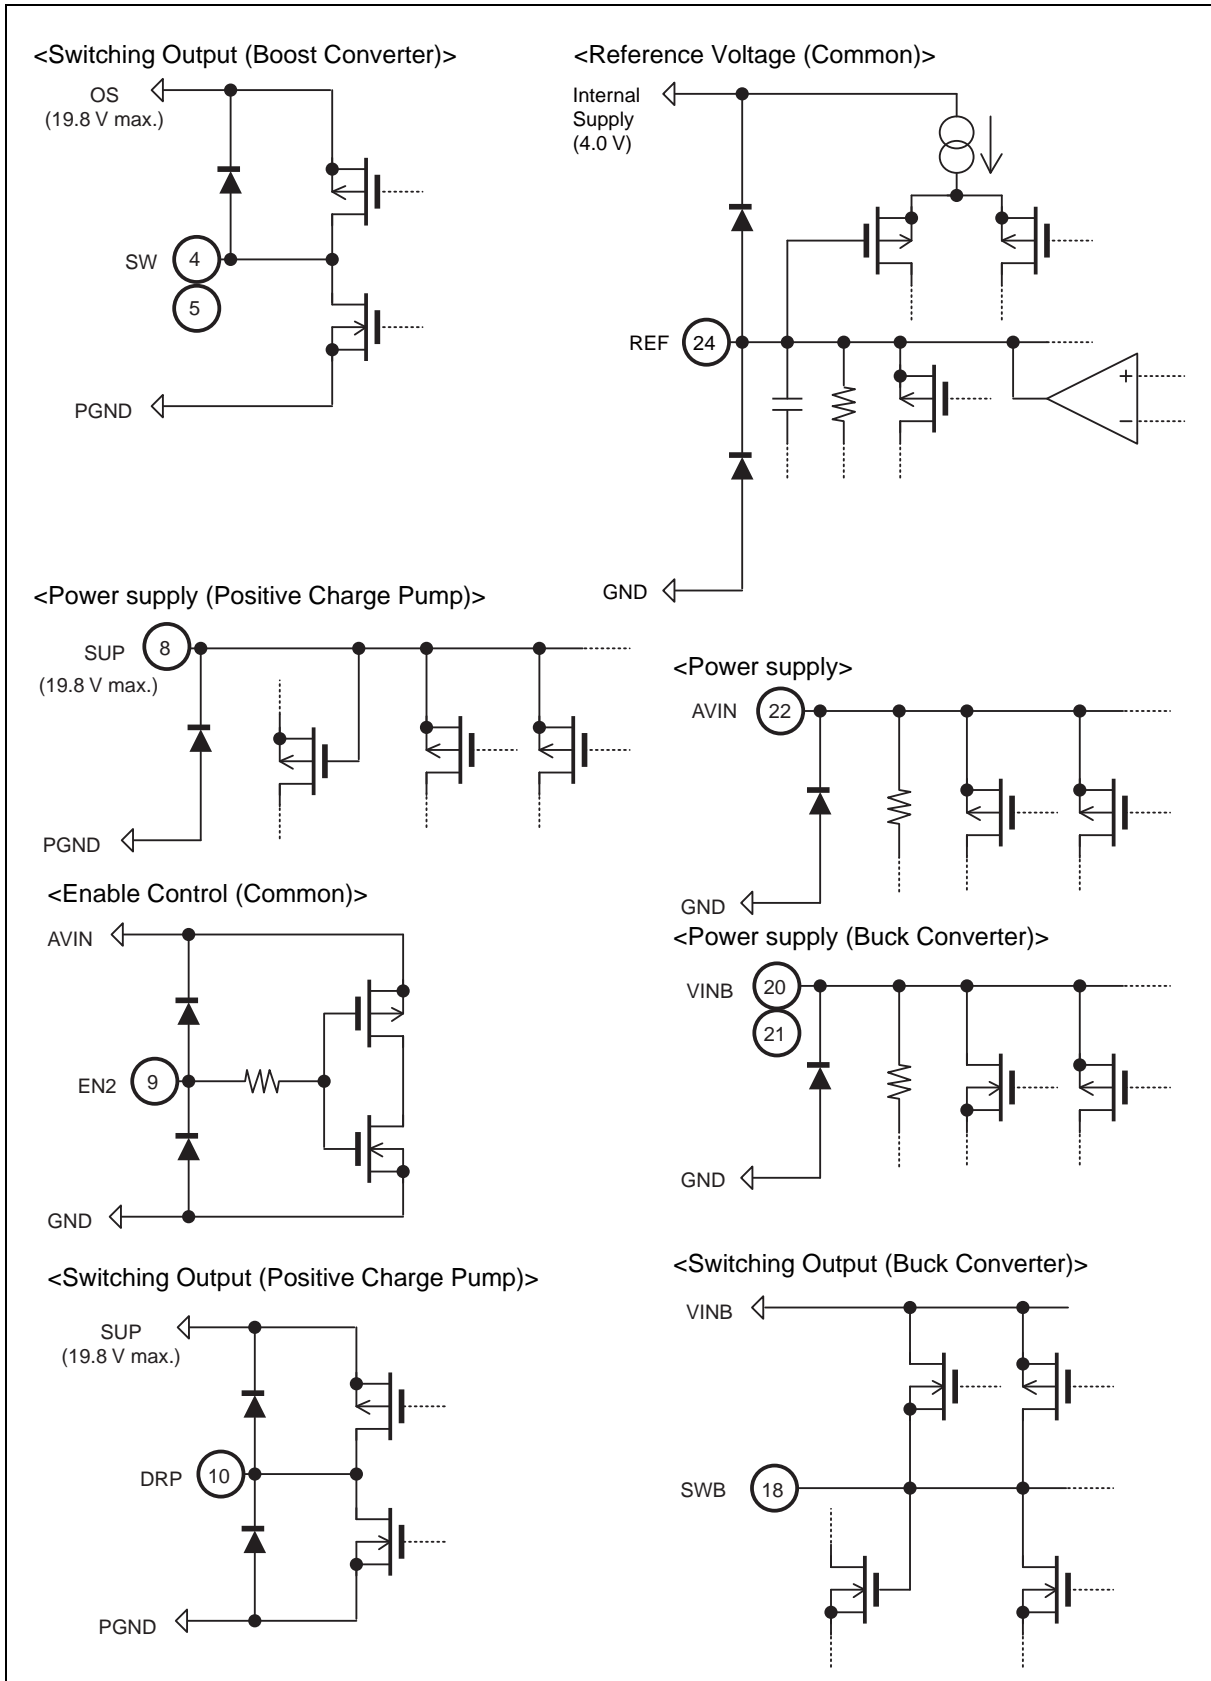 <Switching Output (Boost Converter)>
OS
(19.8 V max.)
SW
4
5
PGND
<Reference Voltage (Common)>
Internal
Supply
(4.0 V)
REF
24
+
−
GND
<Power supply (Positive Charge Pump)>
SUP
8
(19.8 V max.)
PGND
<Power supply>
AVIN
22
GND
<Enable Control (Common)>
AVIN
EN2
9
GND
<Power supply (Buck Converter)>
VINB
20
21
GND
<Switching Output (Positive Charge Pump)>
SUP
(19.8 V max.)
DRP
10
PGND
<Switching Output (Buck Converter)>
VINB
SWB
18